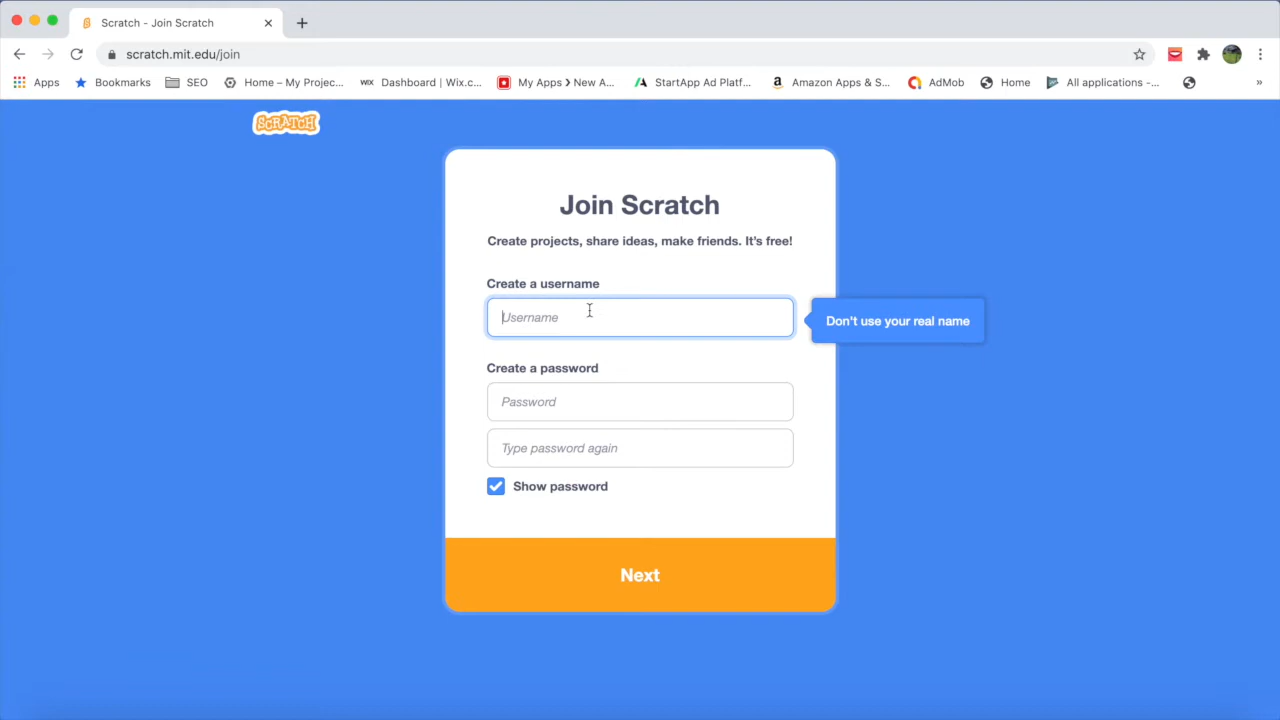 Scratch - Join Scratch
scratch.mit.edu/join
Apps Bookmarks SEO Home – My Projec... WIX Dashboard | Wix.c... My Apps > New A... StartApp Ad Platf... Amazon Apps & S... AdMob Home All applications -... »
SCRATCH
Join Scratch
Create projects, share ideas, make friends. It's free!
Create a username
Username
Don't use your real name
Create a password
Password
Type password again
Show password
Next